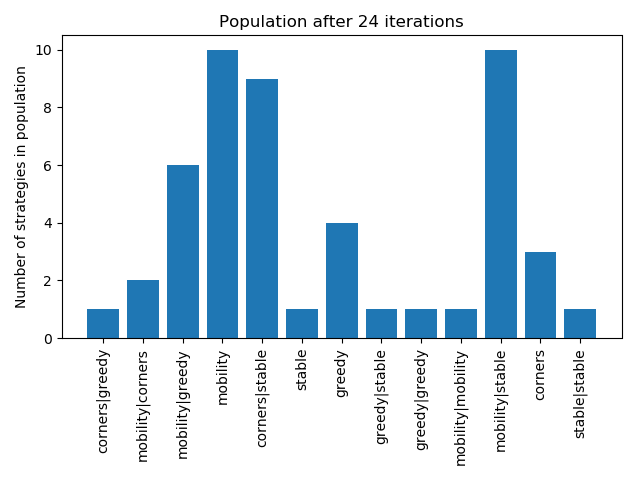 Population after 24 iterations
Number of strategies in population
10
8
6
4
2
0
corners|greedy
mobility|corners
mobility|greedy
mobility
corners|stable
stable
greedy
greedy|stable
greedy|greedy
mobility|mobility
mobility|stable
corners
stable|stable